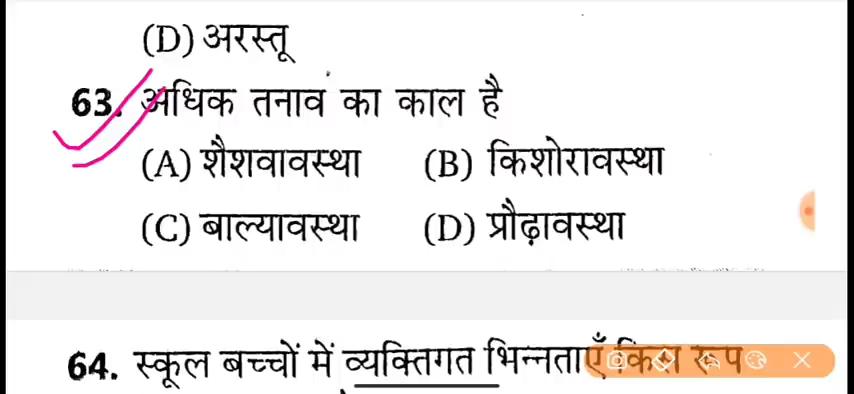 (D) अरस्तू
63. अधिक तनाव का काल है
(A) शैशवावस्था (B) किशोरावस्था
(C) बाल्यावस्था (D) प्रौढ़ावस्था
64. स्कूल बच्चों में व्यक्तिगत भिन्नताएँ किस रूप